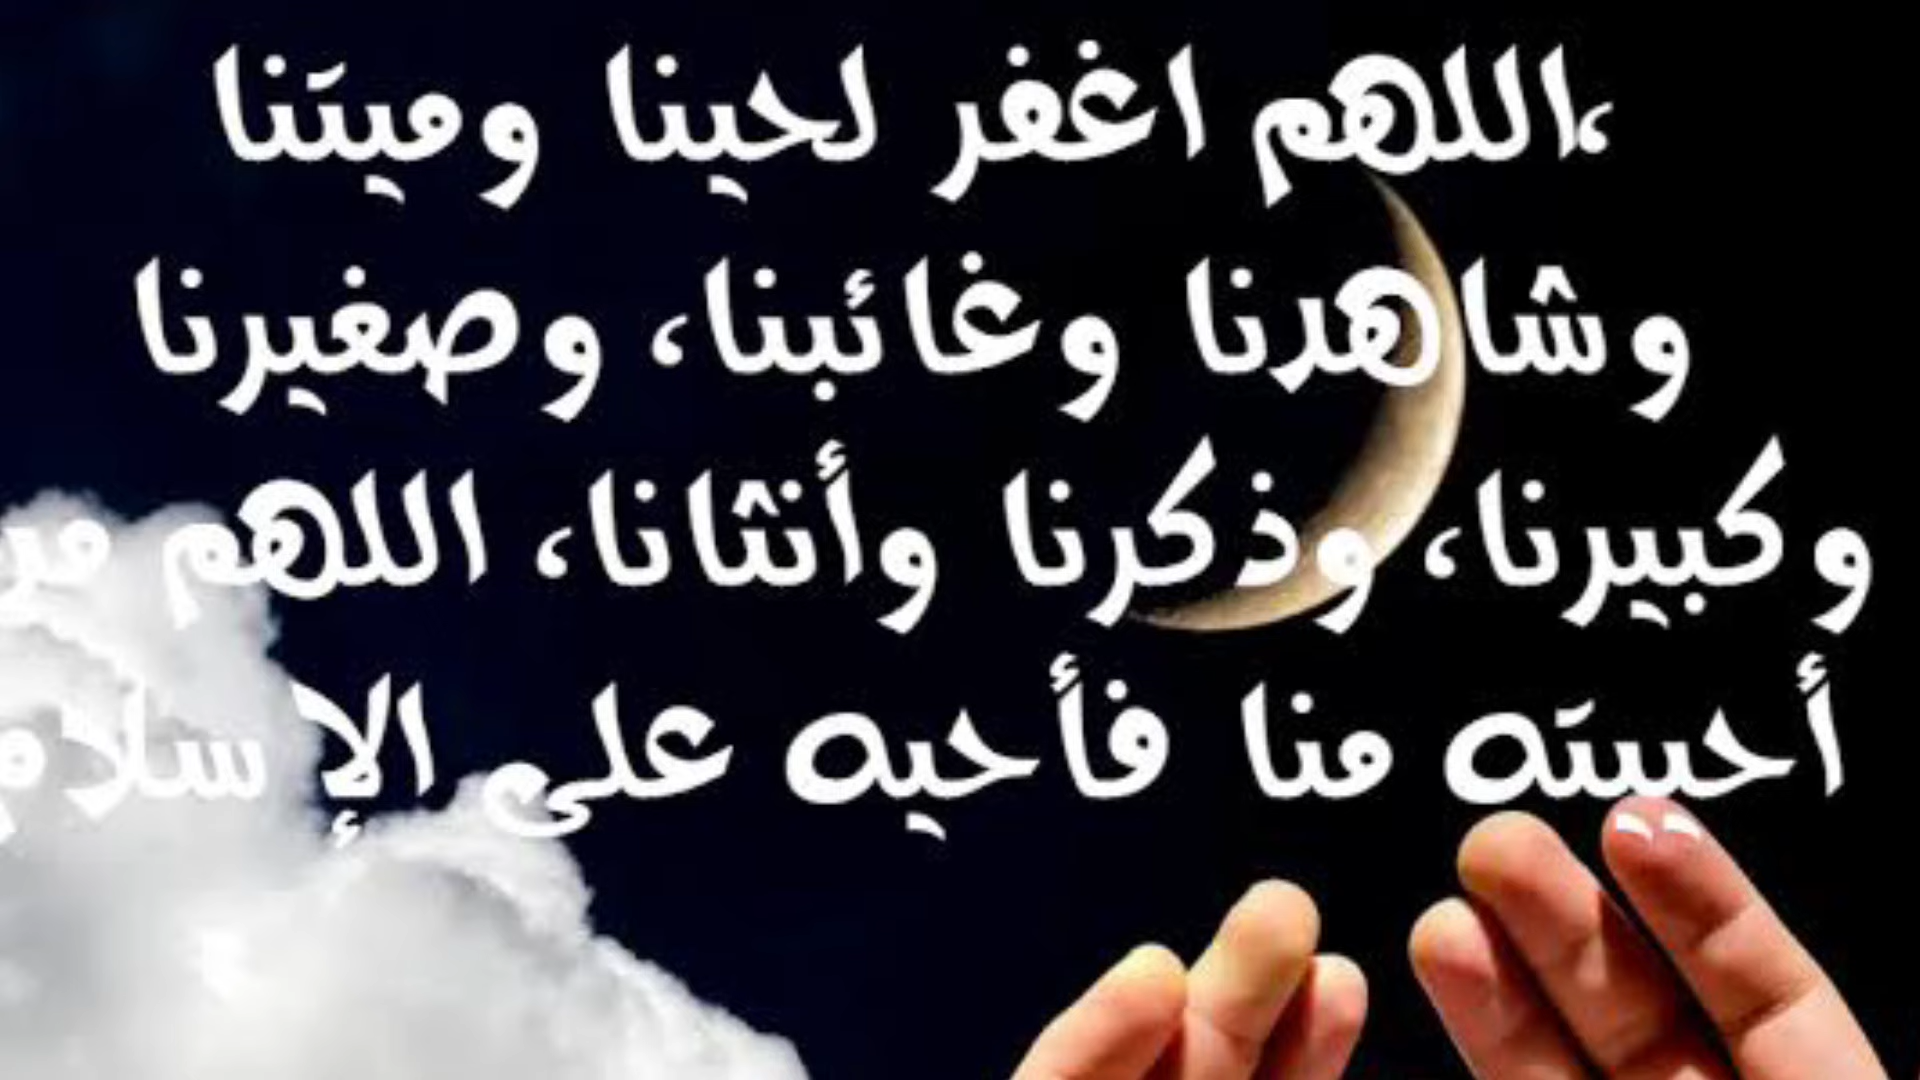 ،اللهم اغفر لحينا وميتنا
وشاهدنا وغائبنا، وصغيرنا
وكبيرنا، وذكرنا وأنثانا، اللهم
أحييته منا فأحيه على الإسلام